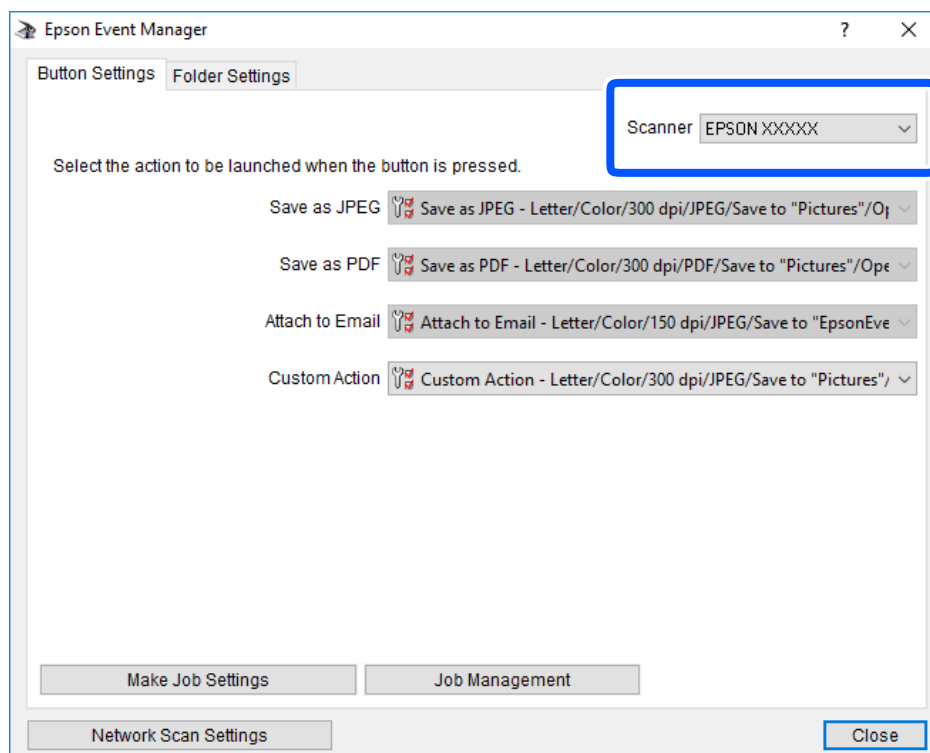 Epson Event Manager
Button Settings Folder Settings
Scanner EPSON XXXXX
Select the action to be launched when the button is pressed.
Save as JPEG Save as JPEG - Letter/Color/300 dpi/JPEG/Save to "Pictures"/Op
Save as PDF Save as PDF - Letter/Color/300 dpi/PDF/Save to "Pictures"/Ope
Attach to Email Attach to Email - Letter/Color/150 dpi/JPEG/Save to "EpsonEve
Custom Action Custom Action - Letter/Color/300 dpi/JPEG/Save to "Pictures"/
Make Job Settings Job Management
Network Scan Settings Close